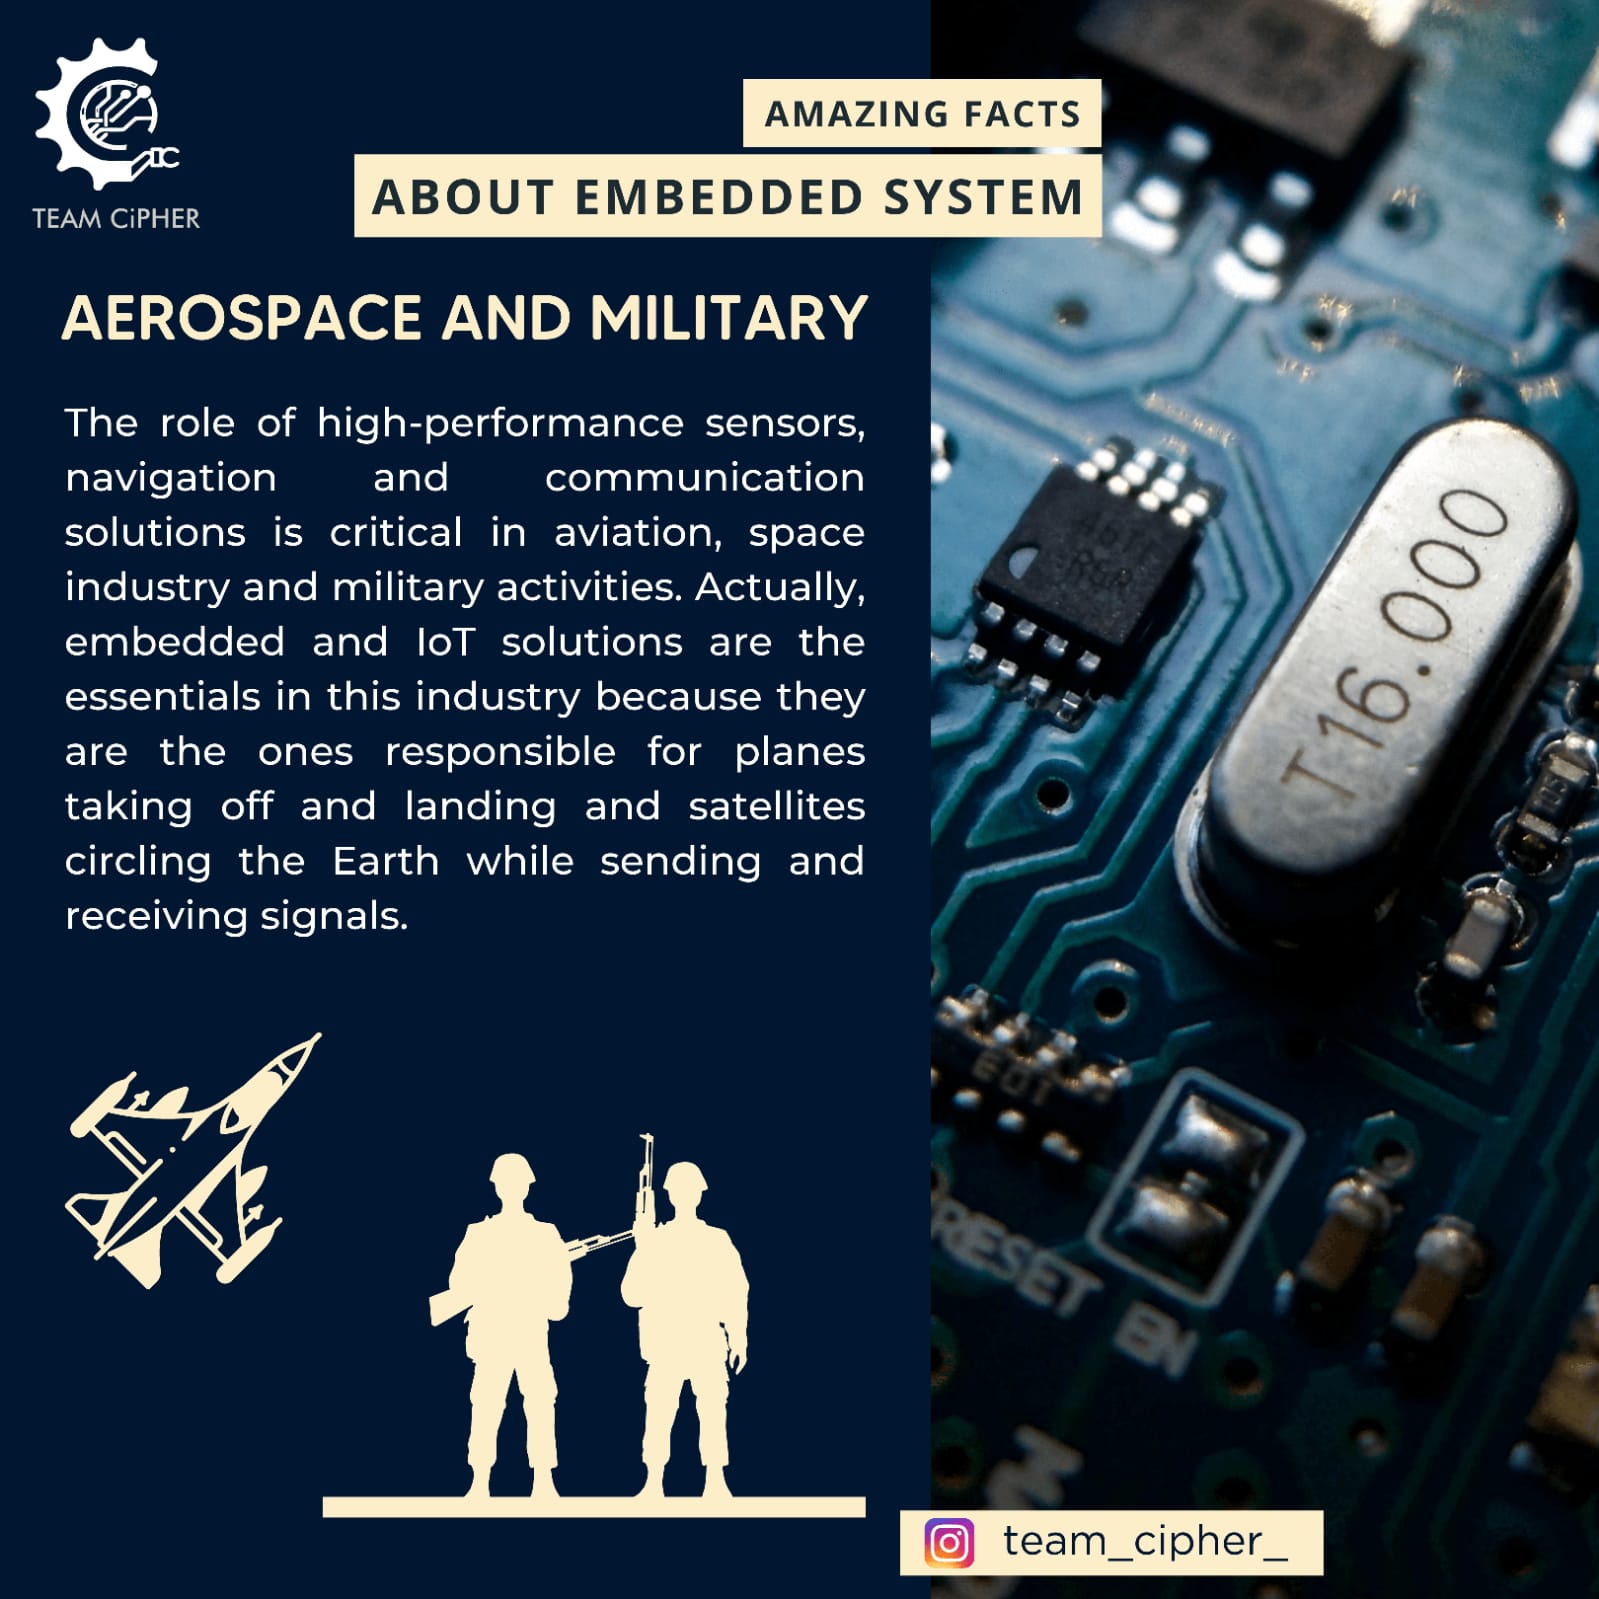 TEAM CiPHER
AMAZING FACTS
ABOUT EMBEDDED SYSTEM
AEROSPACE AND MILITARY
The role of high-performance sensors,
navigation and communication
solutions is critical in aviation, space
industry and military activities. Actually,
embedded and IoT solutions are the
essentials in this industry because they
are the ones responsible for planes
taking off and landing and satellites
circling the Earth while sending and
receiving signals.
T16.000
E01
RESET EN
team_cipher_